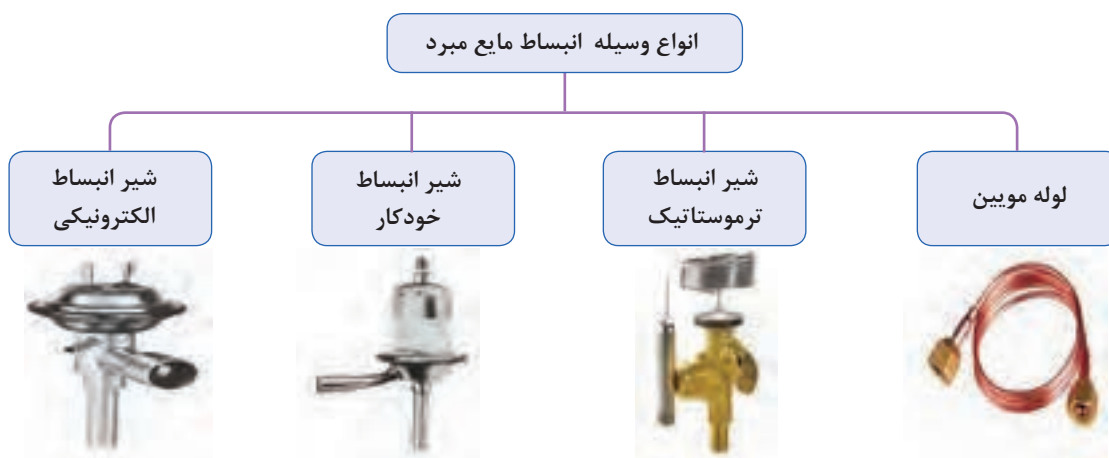 انواع وسیله انبساط مایع مبرد
لوله مویین
شیر انبساط
ترموستاتیک
شیر انبساط
خودکار
شیر انبساط
الکترونیکی